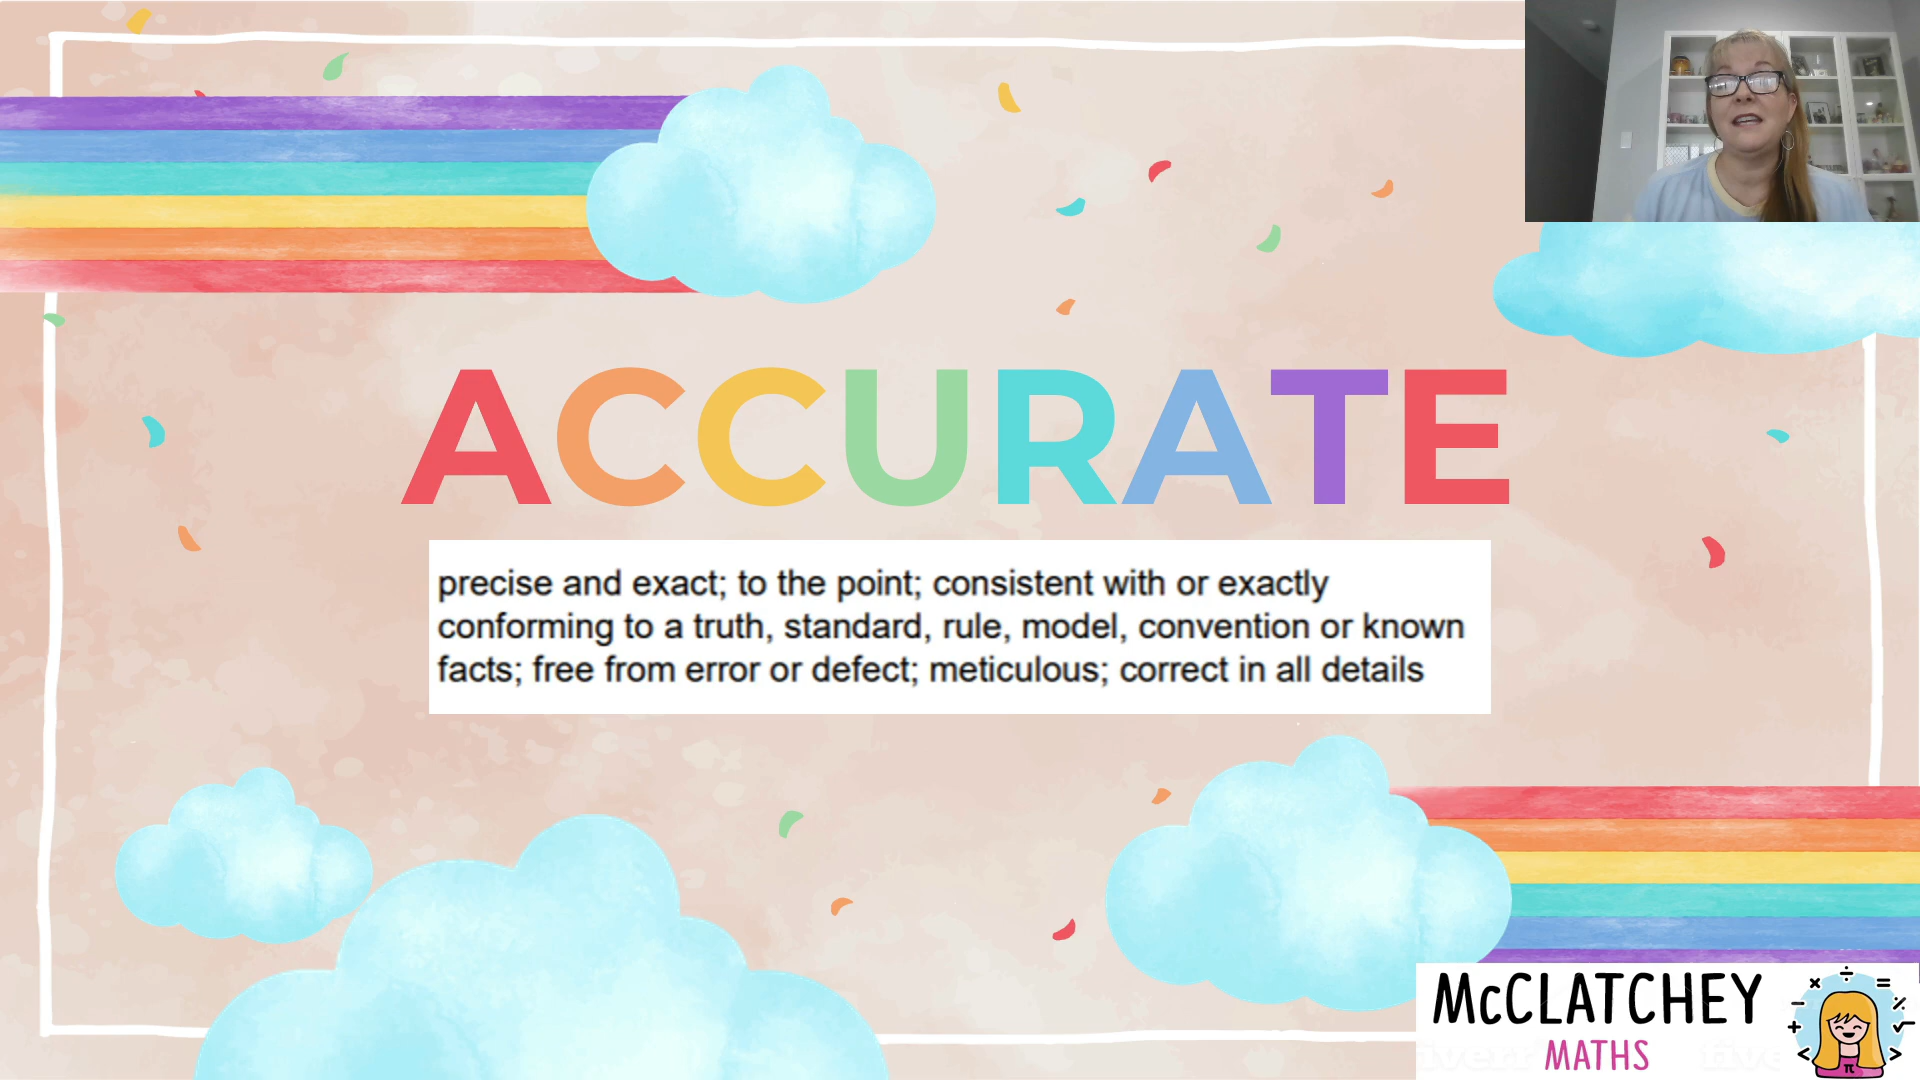 ACCURATE
precise and exact; to the point; consistent with or exactly
conforming to a truth, standard, rule, model, convention or known
facts; free from error or defect; meticulous; correct in all details
McCLATCHEY
MATHS
× ÷ =
− %
+ √
< π >